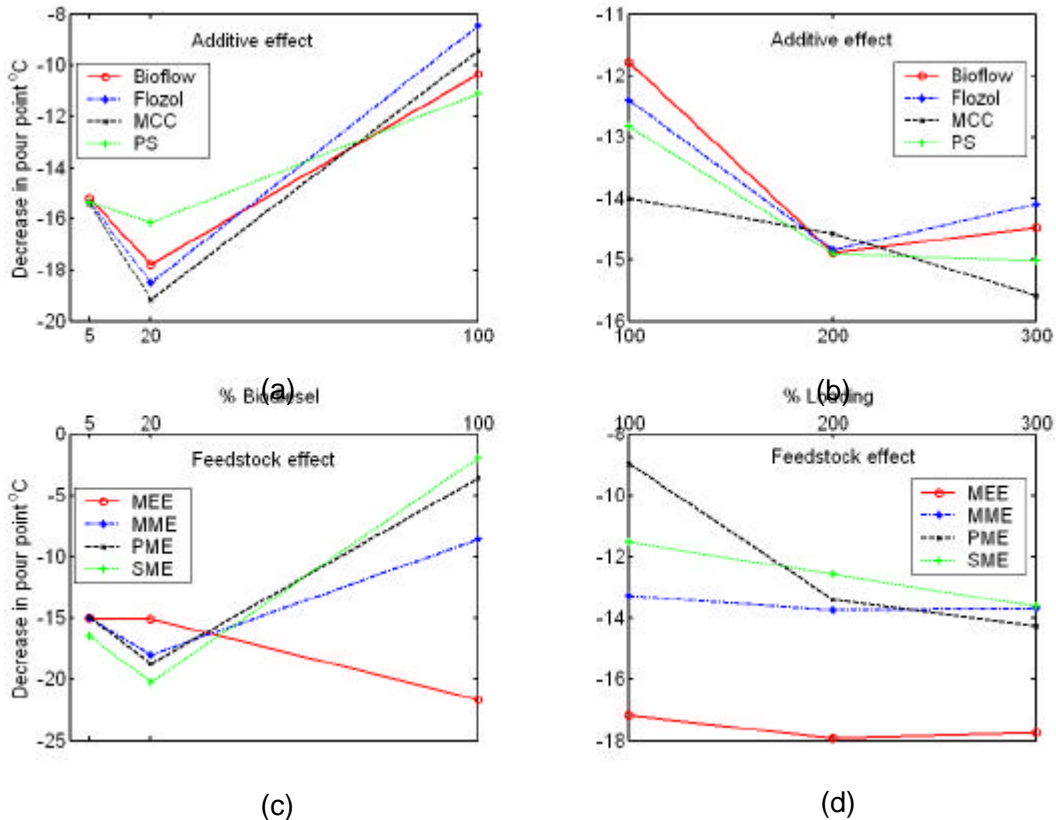 -8
-10
-12
-14
-16
-18
-20
Decrease in pour point °C
Additive effect
Bioflow
Flozol
MCC
PS
5
20
100
(a)
% Biodiesel
-11
-12
-13
-14
-15
-16
Additive effect
Bioflow
Flozol
MCC
PS
100
200
300
(b)
% Loading
5
20
100
0
-5
-10
-15
-20
-25
Decrease in pour point °C
Feedstock effect
MEE
MME
PME
SME
(c)
100
200
300
-8
-10
-12
-14
-16
-18
Feedstock effect
MEE
MME
PME
SME
(d)